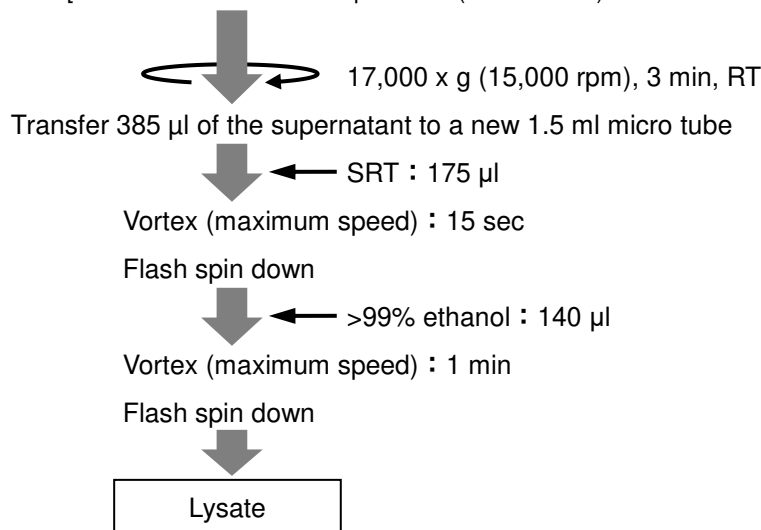 17,000 x g (15,000 rpm), 3 min, RT
Transfer 385 µl of the supernatant to a new 1.5 ml micro tube
SRT：175 µl
Vortex (maximum speed)：15 sec
Flash spin down
>99% ethanol：140 µl
Vortex (maximum speed)：1 min
Flash spin down
Lysate